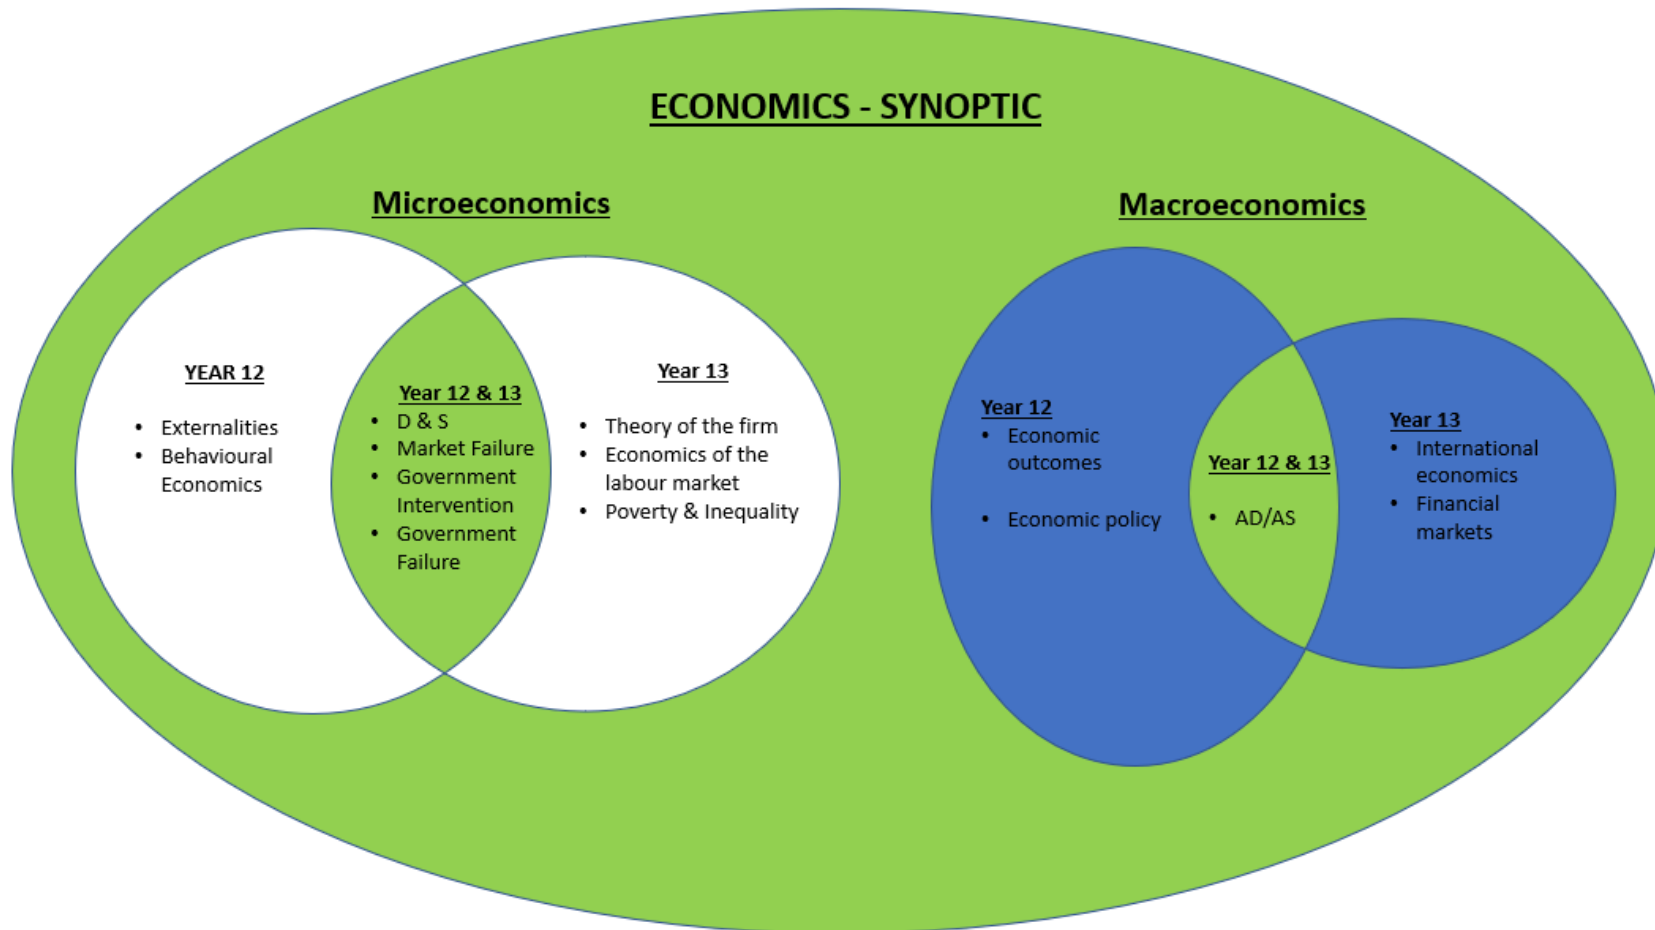 ECONOMICS - SYNOPTIC
Microeconomics
YEAR 12
• Externalities
• Behavioural
Economics
Year 12 & 13
• D & S
• Market Failure
• Government
Intervention
• Government
Failure
Year 13
• Theory of the firm
• Economics of the
labour market
• Poverty & Inequality
Macroeconomics
Year 12
• Economic
outcomes
• Economic policy
Year 12 & 13
• AD/AS
Year 13
• International
economics
• Financial
markets